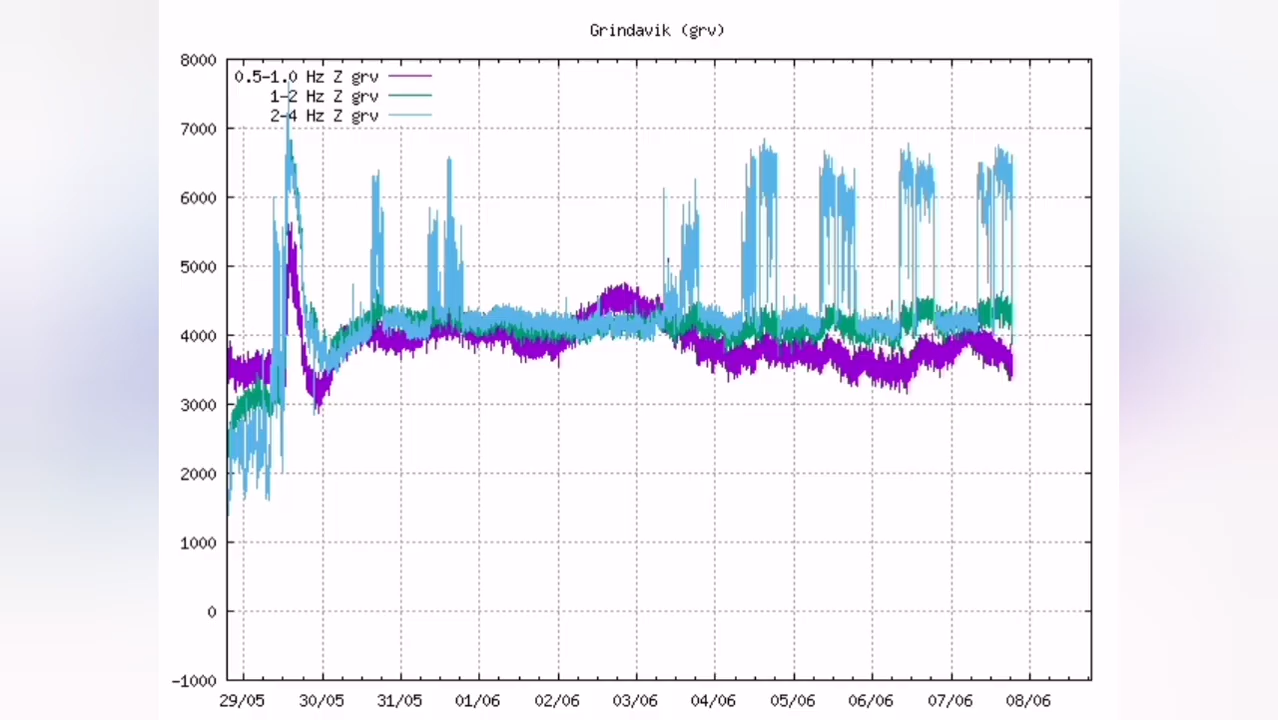 Grindavik (grv)
8000
0.5-1.0 Hz Z grv
1-2 Hz Z grv
2-4 Hz Z grv
7000
6000
5000
4000
3000
2000
1000
0
-1000
29/05 30/05 31/05 01/06 02/06 03/06 04/06 05/06 06/06 07/06 08/06